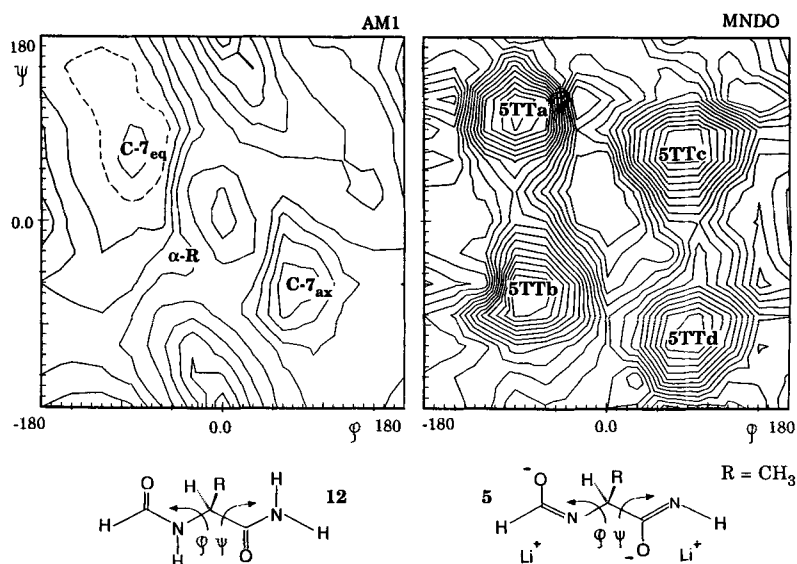 AM1
MNDO
180
ψ
0.0
-180
C-7eq
α-R
C-7ax
-180 0.0 φ 180
5TTa
5TTc
5TTb
5TTd
-180 0.0 φ 180
R = CH3
O H R H
12
H N N H
H φ ψ O
- O H R
5
H N N H
Li+ φ ψ -O Li+